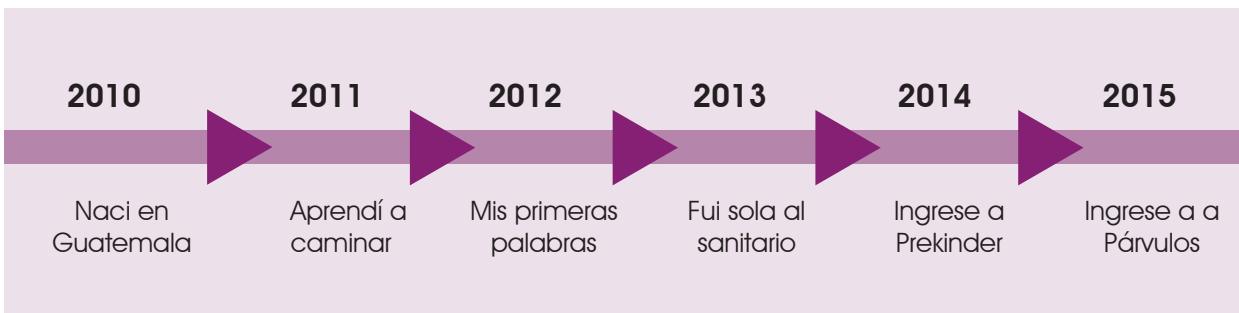 2010 2011 2012 2013 2014 2015
Naci en
Guatemala
Aprendí a
caminar
Mis primeras
palabras
Fui sola al
sanitario
Ingrese a
Prekinder
Ingrese a a
Párvulos